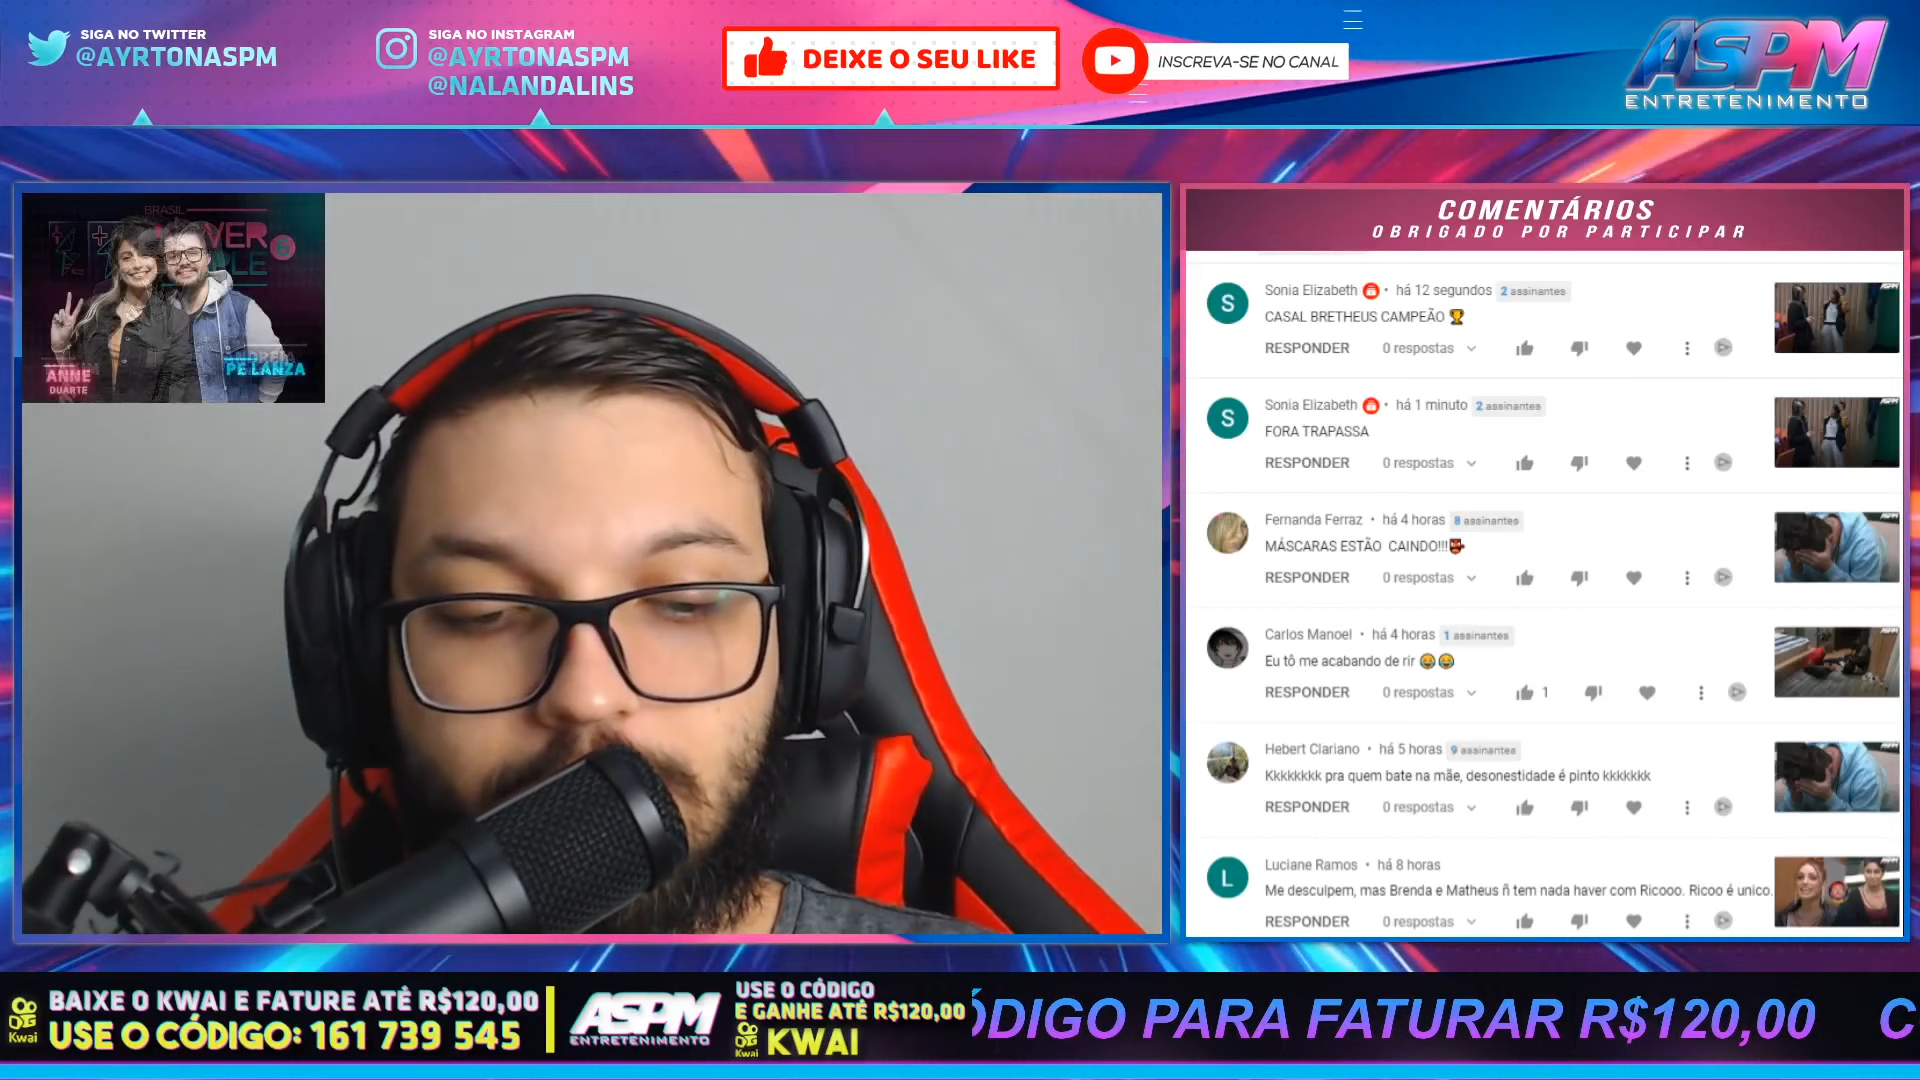 SIGA NO TWITTER
@AYRTONASPM
SIGA NO INSTAGRAM
@AYRTONASPM
@NALANDALINS
DEIXE O SEU LIKE
INSCREVA-SE NO CANAL
ASPM
ENTRETENIMENTO
BRASIL
6
ANNE
DUARTE
PE LANZA
COMENTÁRIOS
OBRIGADO POR PARTICIPAR
S
Sonia Elizabeth • há 12 segundos 2 assinantes
CASAL BRETHEUS CAMPEÃO 🏆
RESPONDER 0 respostas
S
Sonia Elizabeth • há 1 minuto 2 assinantes
FORA TRAPASSA
RESPONDER 0 respostas
Fernanda Ferraz • há 4 horas 8 assinantes
MÁSCARAS ESTÃO CAINDO!!!👺
RESPONDER 0 respostas
Carlos Manoel • há 4 horas 1 assinantes
Eu tô me acabando de rir 😂😂
RESPONDER 0 respostas 1
Hebert Clariano • há 5 horas 9 assinantes
Kkkkkkkk pra quem bate na mãe, desonestidade é pinto kkkkkkk
RESPONDER 0 respostas
L
Luciane Ramos • há 8 horas
Me desculpem, mas Brenda e Matheus ñ tem nada haver com Ricooo. Ricoo é unico.
RESPONDER 0 respostas
Kwai
BAIXE O KWAI E FATURE ATÉ R$120,00
USE O CÓDIGO: 161 739 545
ASPM
ENTRETENIMENTO
USE O CÓDIGO
E GANHE ATÉ R$120,00
Kwai
KWAI
ÓDIGO PARA FATURAR R$120,00 C